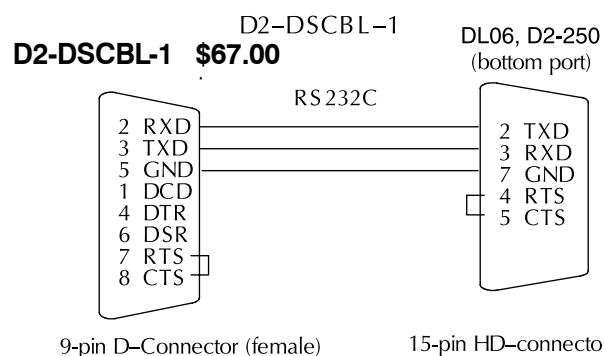 D2–DSCBL–1
D2-DSCBL-1 $67.00
DL06, D2-250
(bottom port)
RS232C
2 RXD
3 TXD
5 GND
1 DCD
4 DTR
6 DSR
7 RTS
8 CTS
2 TXD
3 RXD
7 GND
4 RTS
5 CTS
9-pin D–Connector (female)
15-pin HD–connecto